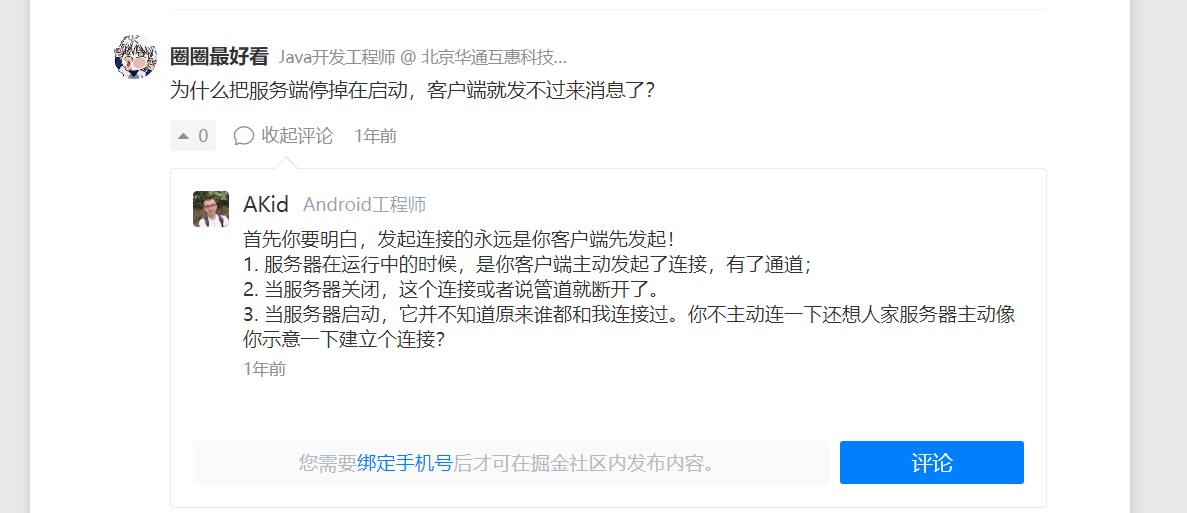 圈圈最好看 Java开发工程师 @ 北京华通互惠科技...
为什么把服务端停掉在启动，客户端就发不过来消息了？
0 收起评论 1年前
AKid Android工程师
首先你要明白，发起连接的永远是你客户端先发起！
1. 服务器在运行中的时候，是你客户端主动发起了连接，有了通道；
2. 当服务器关闭，这个连接或者说管道就断开了。
3. 当服务器启动，它并不知道原来谁都和我连接过。你不主动连一下还想人家服务器主动像
你示意一下建立个连接？
1年前
您需要绑定手机号后才可在掘金社区内发布内容。 评论